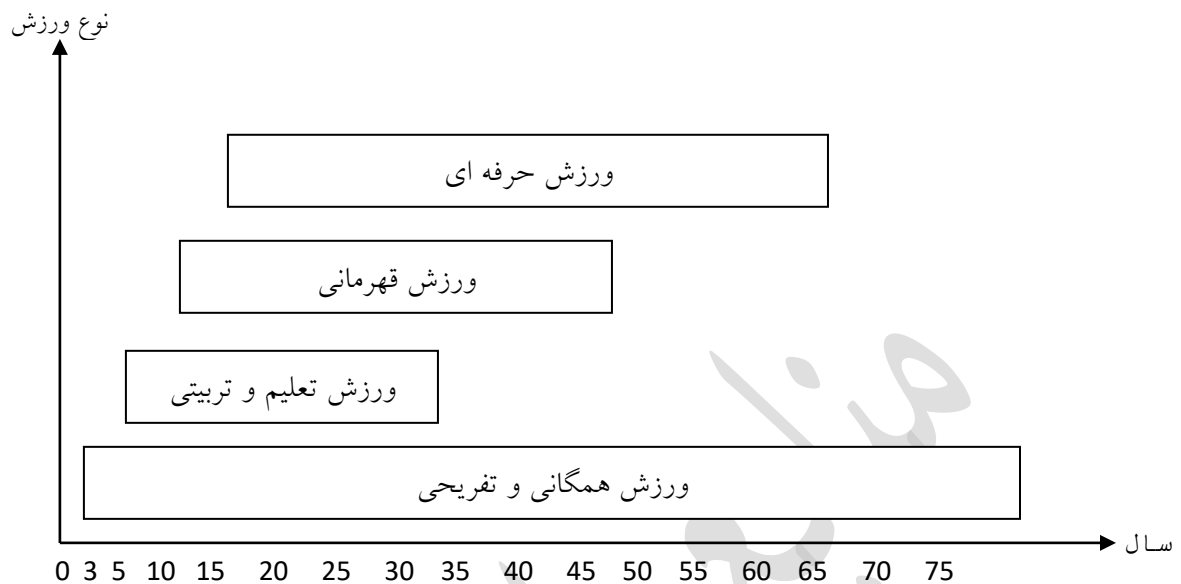 نوع ورزش
ورزش حرفه ای
ورزش قهرمانی
ورزش تعلیم و تربیتی
ورزش همگانی و تفریحی
سال
0 3 5 10 15 20 25 30 35 40 45 50 55 60 65 70 75